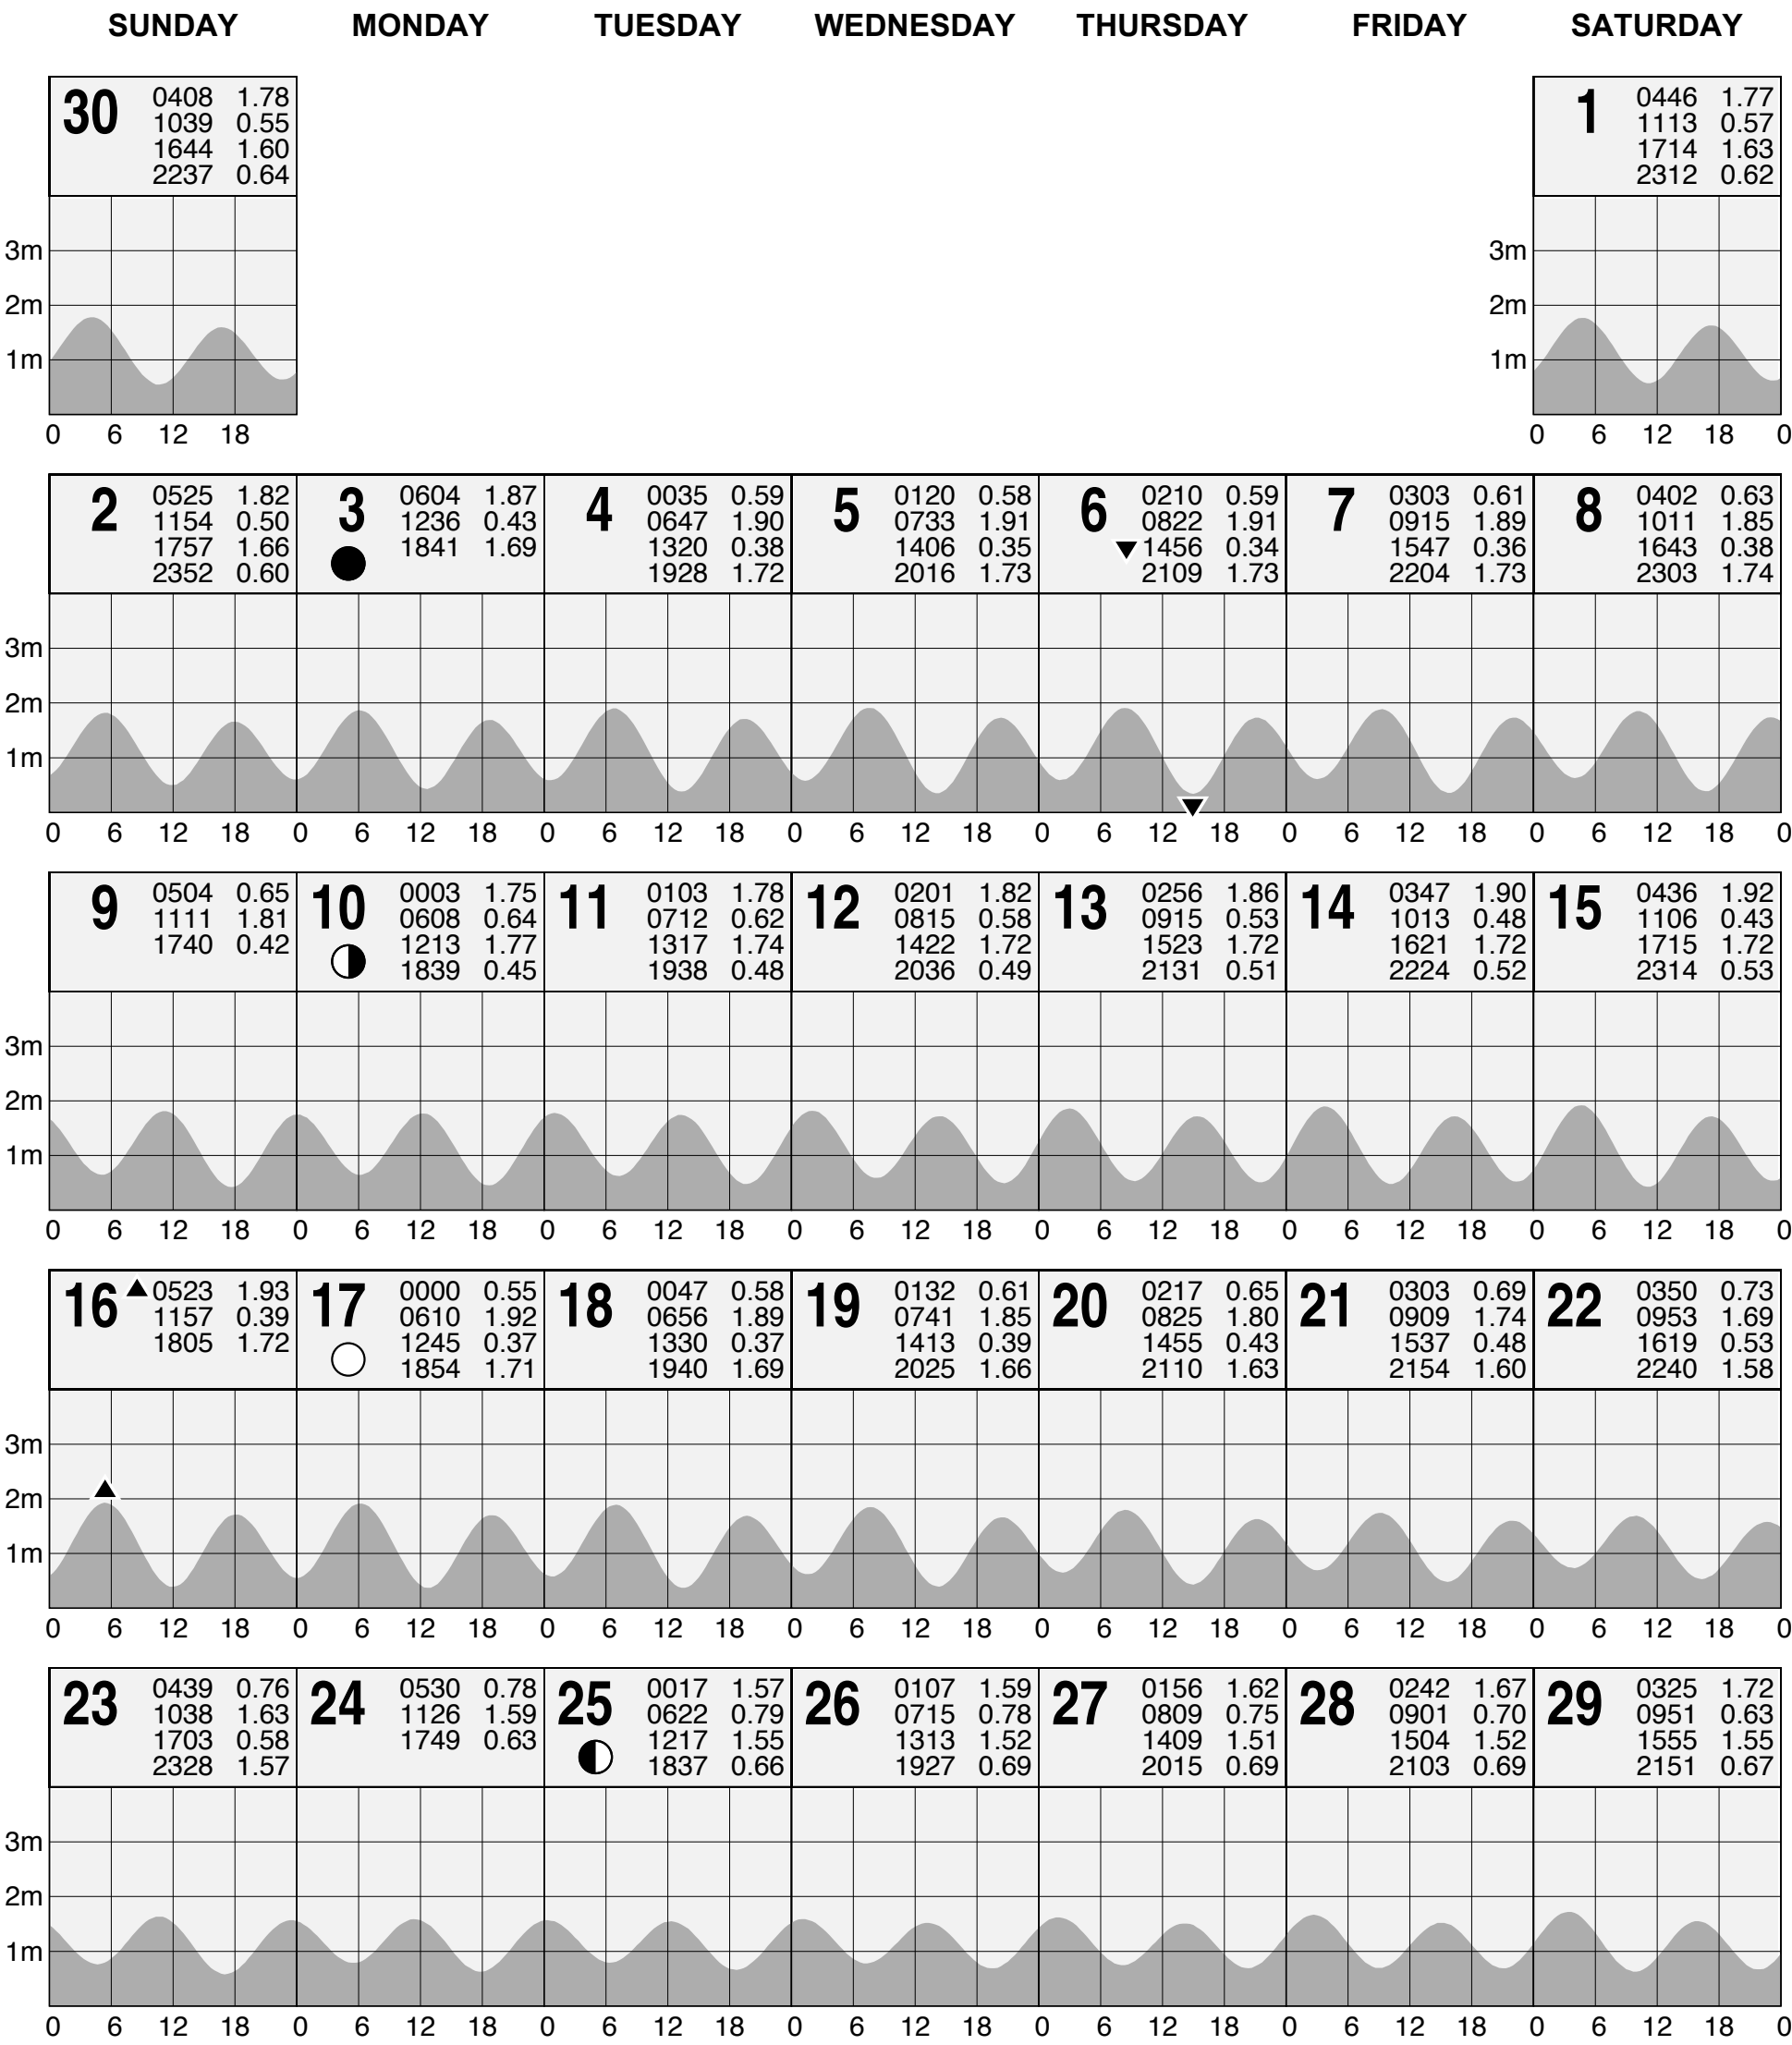 SUNDAY MONDAY TUESDAY WEDNESDAY THURSDAY FRIDAY SATURDAY
30 0408 1.78
1039 0.55
1644 1.60
2237 0.64
3m
2m
1m
0 6 12 18
1 0446 1.77
1113 0.57
1714 1.63
2312 0.62
3m
2m
1m
0 6 12 18 0
2 0525 1.82
1154 0.50
1757 1.66
2352 0.60
3 0604 1.87
1236 0.43
1841 1.69
4 0035 0.59
0647 1.90
1320 0.38
1928 1.72
5 0120 0.58
0733 1.91
1406 0.35
2016 1.73
6 0210 0.59
0822 1.91
1456 0.34
2109 1.73
7 0303 0.61
0915 1.89
1547 0.36
2204 1.73
8 0402 0.63
1011 1.85
1643 0.38
2303 1.74
3m
2m
1m
0 6 12 18 0 6 12 18 0 6 12 18 0 6 12 18 0 6 12 18 0 6 12 18 0 6 12 18 0
9 0504 0.65
1111 1.81
1740 0.42
10 0003 1.75
0608 0.64
1213 1.77
1839 0.45
11 0103 1.78
0712 0.62
1317 1.74
1938 0.48
12 0201 1.82
0815 0.58
1422 1.72
2036 0.49
13 0256 1.86
0915 0.53
1523 1.72
2131 0.51
14 0347 1.90
1013 0.48
1621 1.72
2224 0.52
15 0436 1.92
1106 0.43
1715 1.72
2314 0.53
3m
2m
1m
0 6 12 18 0 6 12 18 0 6 12 18 0 6 12 18 0 6 12 18 0 6 12 18 0 6 12 18 0
16 0523 1.93
1157 0.39
1805 1.72
17 0000 0.55
0610 1.92
1245 0.37
1854 1.71
18 0047 0.58
0656 1.89
1330 0.37
1940 1.69
19 0132 0.61
0741 1.85
1413 0.39
2025 1.66
20 0217 0.65
0825 1.80
1455 0.43
2110 1.63
21 0303 0.69
0909 1.74
1537 0.48
2154 1.60
22 0350 0.73
0953 1.69
1619 0.53
2240 1.58
3m
2m
1m
0 6 12 18 0 6 12 18 0 6 12 18 0 6 12 18 0 6 12 18 0 6 12 18 0 6 12 18 0
23 0439 0.76
1038 1.63
1703 0.58
2328 1.57
24 0530 0.78
1126 1.59
1749 0.63
25 0017 1.57
0622 0.79
1217 1.55
1837 0.66
26 0107 1.59
0715 0.78
1313 1.52
1927 0.69
27 0156 1.62
0809 0.75
1409 1.51
2015 0.69
28 0242 1.67
0901 0.70
1504 1.52
2103 0.69
29 0325 1.72
0951 0.63
1555 1.55
2151 0.67
3m
2m
1m
0 6 12 18 0 6 12 18 0 6 12 18 0 6 12 18 0 6 12 18 0 6 12 18 0 6 12 18 0